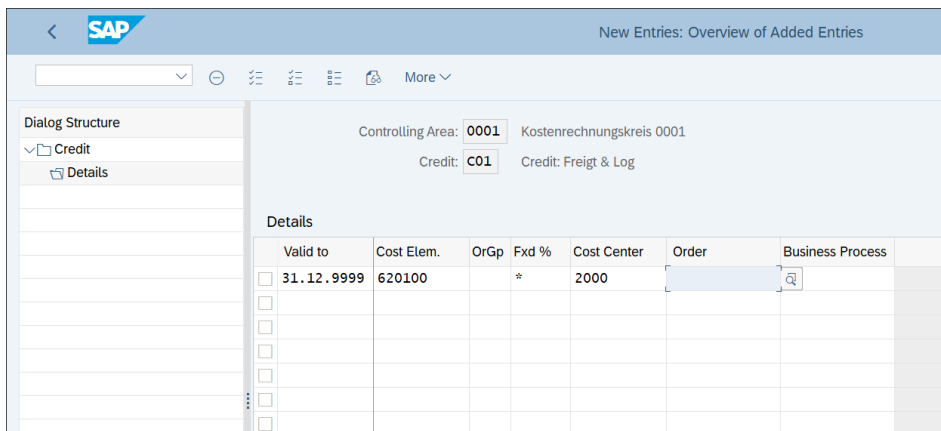 SAP
New Entries: Overview of Added Entries
More
Dialog Structure
Credit
Details
Controlling Area: 0001 Kostenrechnungskreis 0001
Credit: C01 Credit: Freigt & Log
Details
Valid to Cost Elem. OrGp Fxd % Cost Center Order Business Process
31.12.9999 620100 * 2000